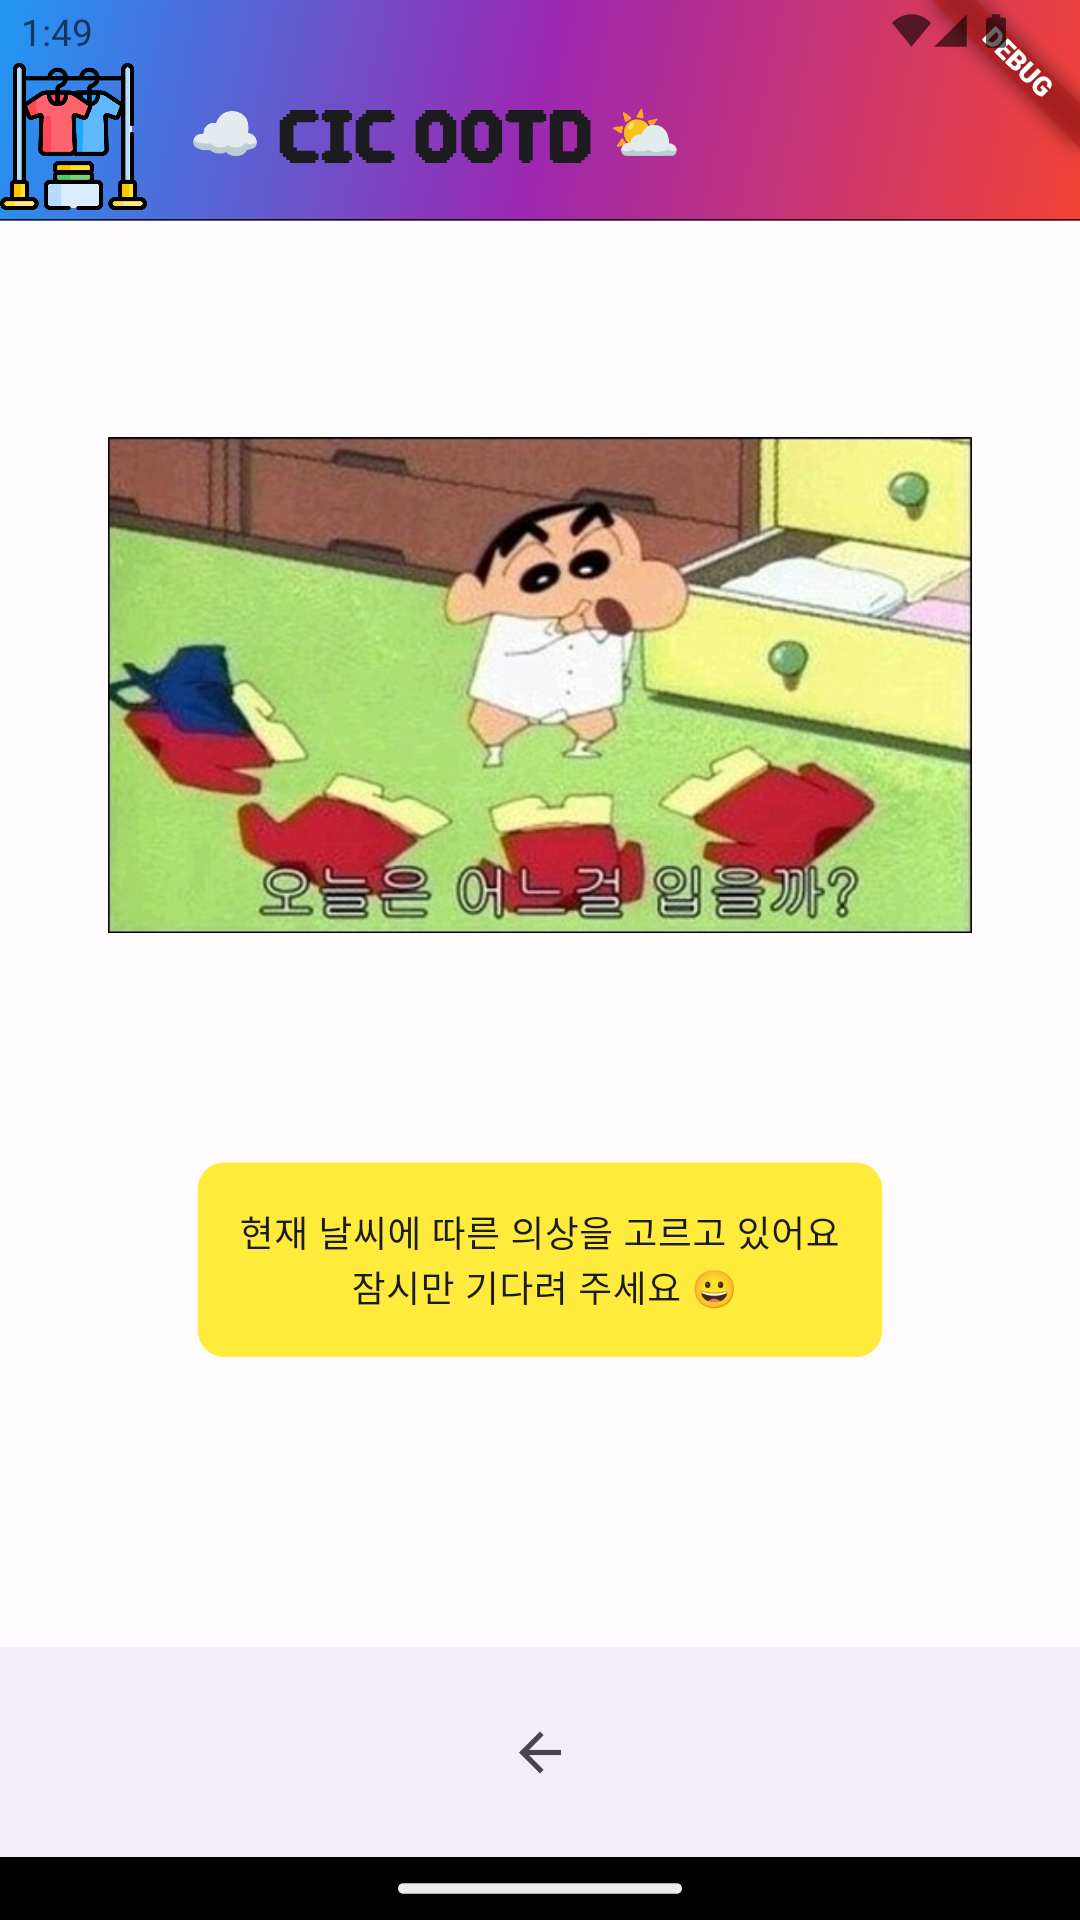 1:49
DEBUG
☁️ CIC OOTD ⛅
오늘은 어느걸 입을까?
현재 날씨에 따른 의상을 고르고 있어요
잠시만 기다려 주세요 😀